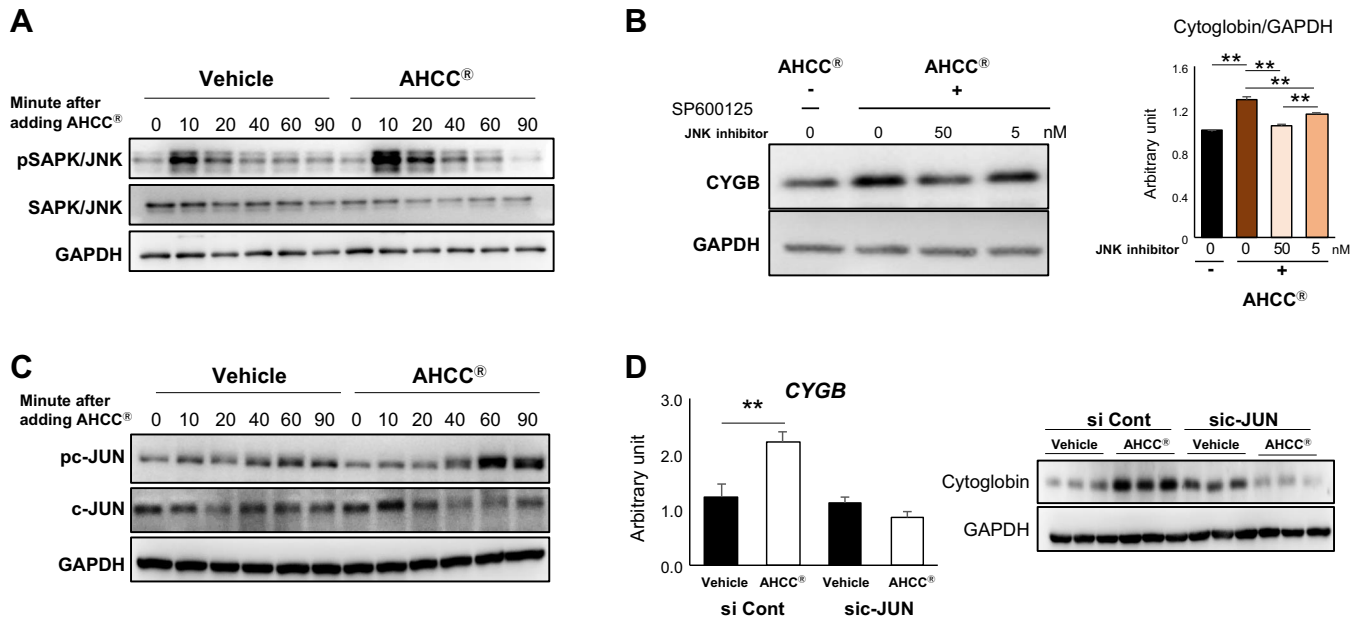 A
Vehicle AHCC®
Minute after
adding AHCC®
0 10 20 40 60 90 0 10 20 40 60 90
pSAPK/JNK
SAPK/JNK
GAPDH
B
AHCC® AHCC®
- +
SP600125
JNK inhibitor 0 0 50 5 nM
CYGB
GAPDH
Cytoglobin/GAPDH
Arbitrary unit
1.6
1.2
0.8
0.4
0
** ** ** **
JNK inhibitor 0 0 50 5 nM
- +
AHCC®
C
Vehicle AHCC®
Minute after
adding AHCC®
0 10 20 40 60 90 0 10 20 40 60 90
pc-JUN
c-JUN
GAPDH
D
CYGB
Arbitrary unit
3.0
2.0
1.0
0.0
**
Vehicle AHCC® Vehicle AHCC®
si Cont sic-JUN
si Cont sic-JUN
Vehicle AHCC® Vehicle AHCC®
Cytoglobin
GAPDH